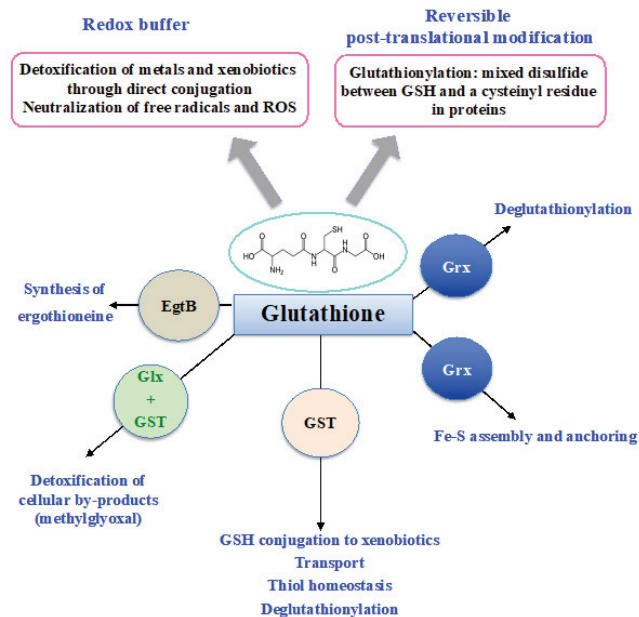 Redox buffer
Reversible
post-translational modification
Detoxification of metals and xenobiotics
through direct conjugation
Neutralization of free radicals and ROS
Glutathionylation: mixed disulfide
between GSH and a cysteinyl residue
in proteins
SH
O
O
O
HO
N
H
H
N
OH
NH2
O
Deglutathionylation
Grx
Synthesis of
ergothioneine
EgtB
Glutathione
Grx
Glx
+
GST
GST
Fe-S assembly and anchoring
Detoxification of
cellular by-products
(methylglyoxal)
GSH conjugation to xenobiotics
Transport
Thiol homeostasis
Deglutathionylation